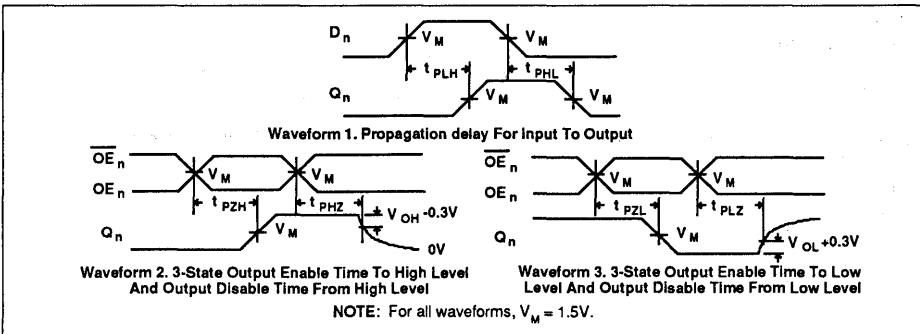 Dn
VM
VM
tPLH
tPHL
Qn
VM
VM
Waveform 1. Propagation delay For Input To Output
OEn
OEn
VM
VM
tPZH
tPHZ
VOH -0.3V
Qn
VM
0V
Waveform 2. 3-State Output Enable Time To High Level
And Output Disable Time From High Level
OEn
OEn
VM
VM
tPZL
tPLZ
Qn
VM
VOL +0.3V
Waveform 3. 3-State Output Enable Time To Low
Level And Output Disable Time From Low Level
NOTE: For all waveforms, VM = 1.5V.